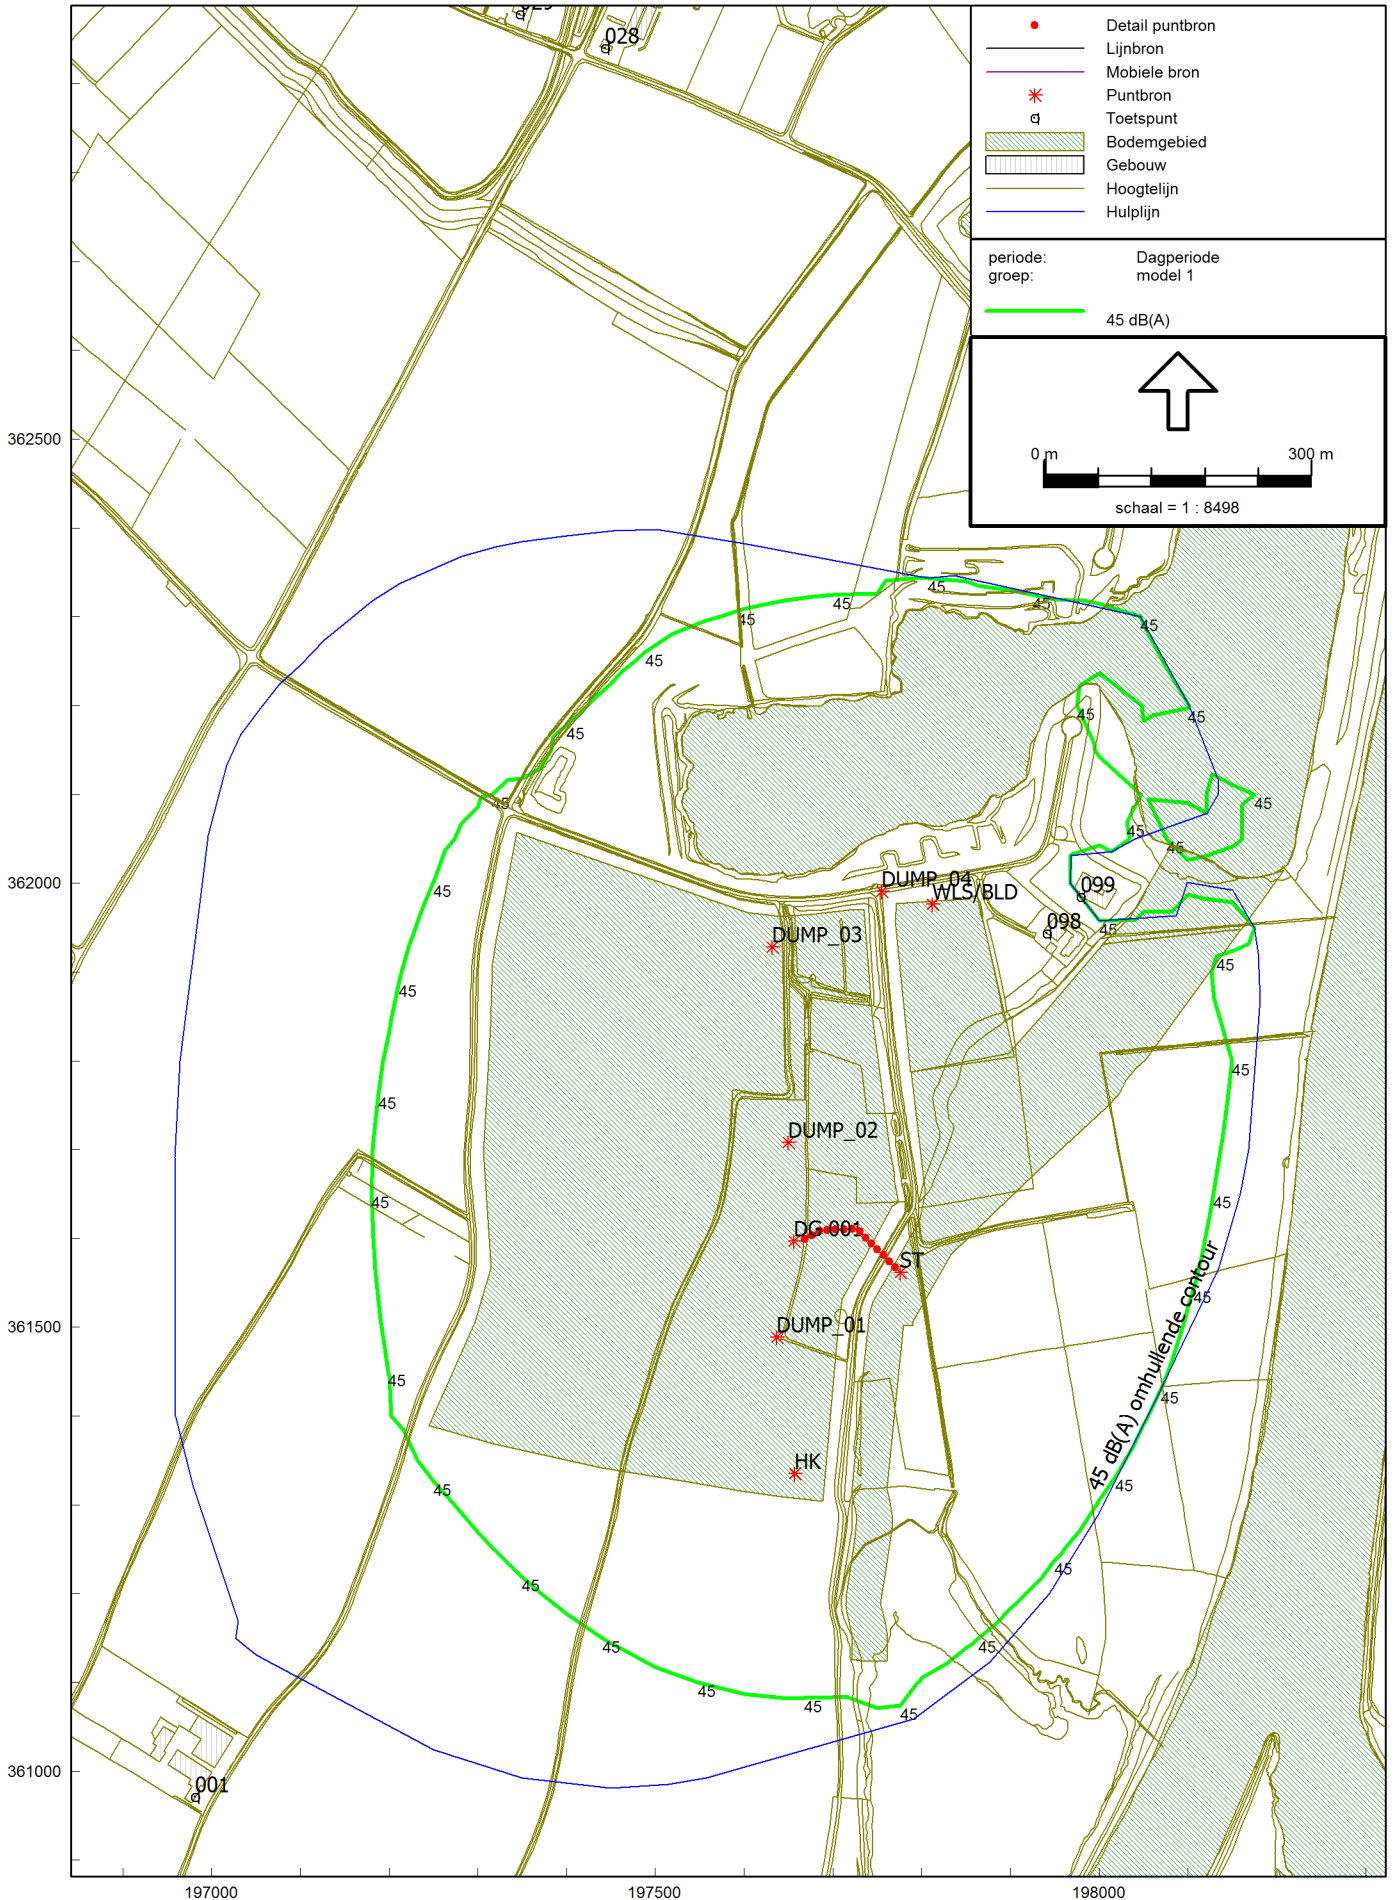 029
028
Detail puntbron
Lijnbron
Mobiele bron
Puntbron
Toetspunt
Bodemgebied
Gebouw
Hoogtelijn
Hulplijn
periode: Dagperiode
groep: model 1
45 dB(A)
0 m 300 m
schaal = 1 : 8498
362500
45
45
45
45
45
45
45
45
45
45
45
45
45
362000
45
DUMP_04
WLS/BLD
099
098
45
DUMP_03
45
45
45
45
DUMP_02
45
45
DG 001
ST
45
DUMP_01
45 dB(A) omhullende contour
361500
45
45
HK
45
45
45
45
45
45
45
45
45
361000
001
197000
197500
198000